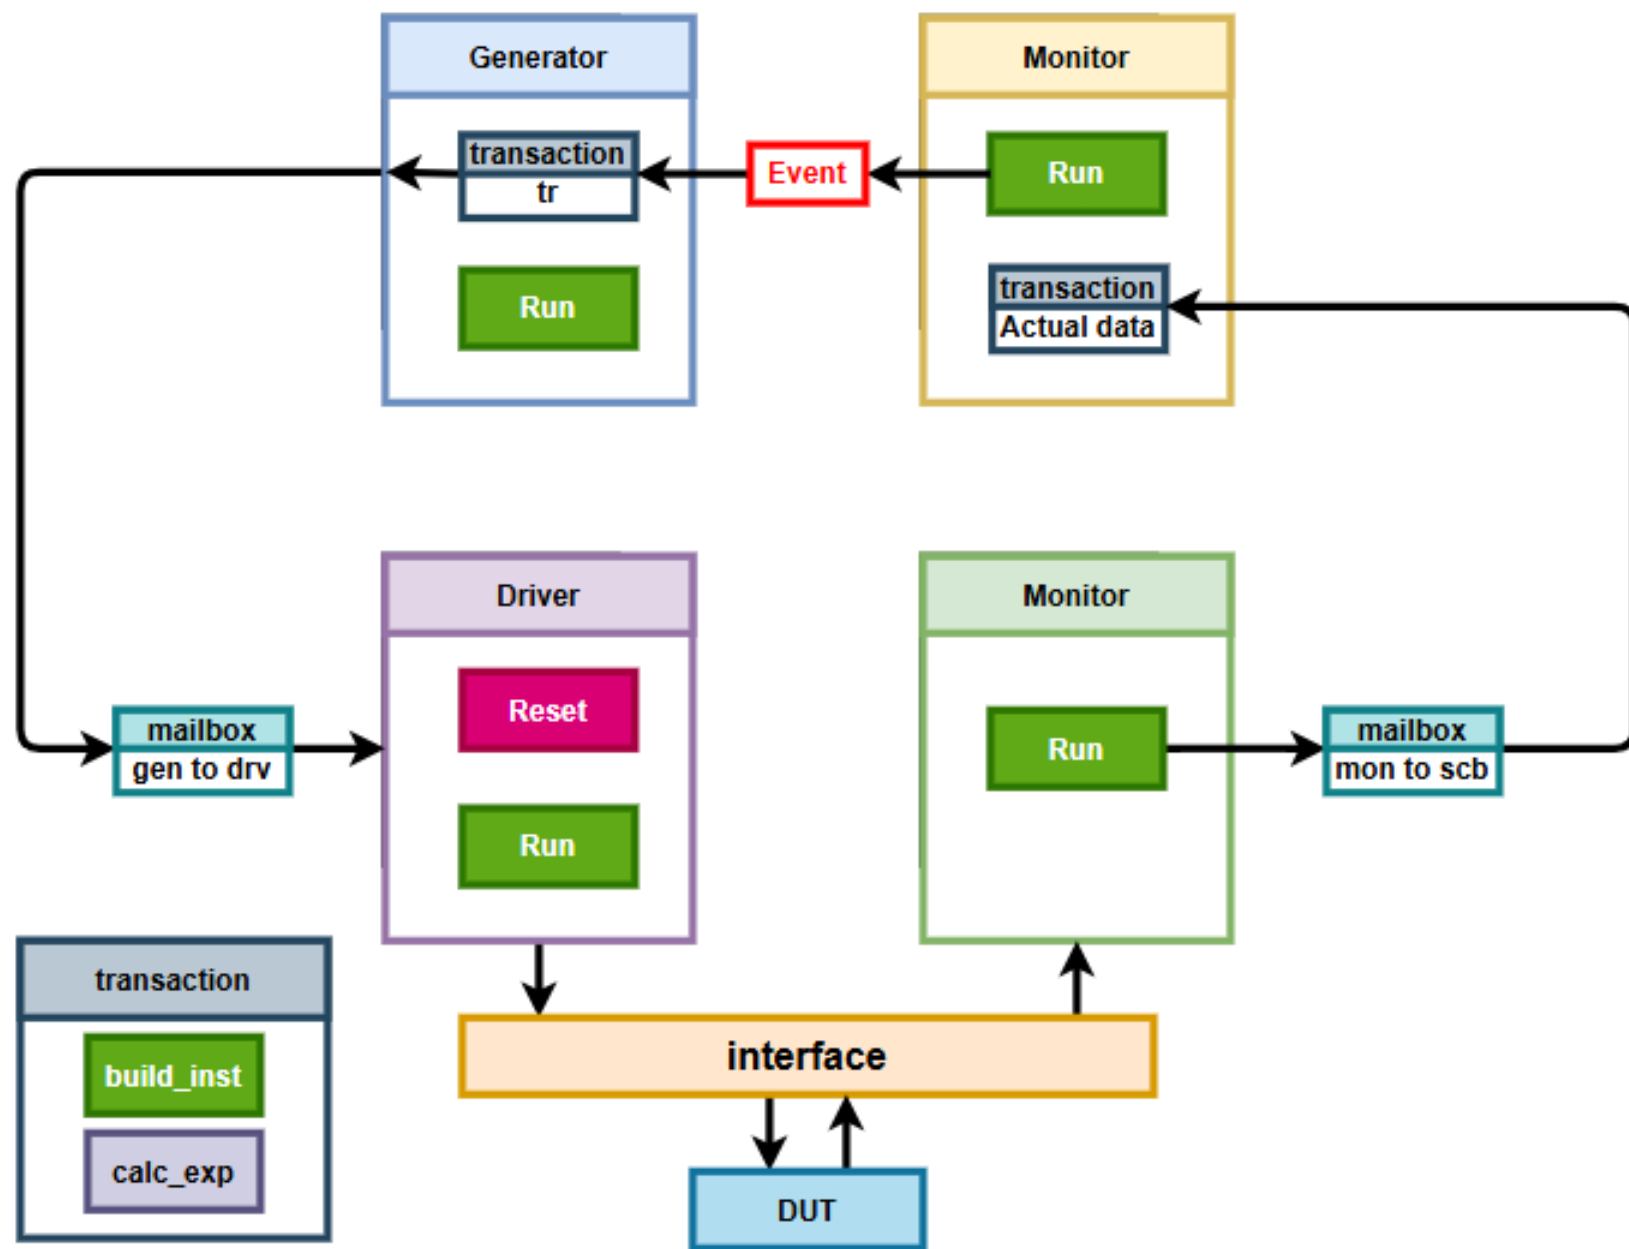 Generator
transaction
tr
Run
Event
Monitor
Run
transaction
Actual data
Driver
Reset
Run
mailbox
gen to drv
Monitor
Run
mailbox
mon to scb
transaction
build_inst
calc_exp
interface
DUT